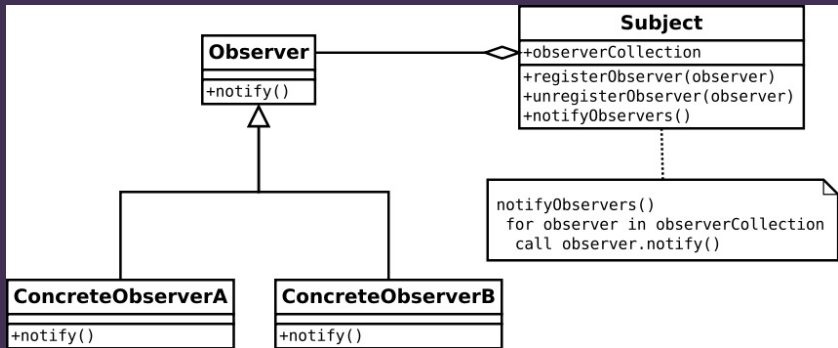 Subject
+observerCollection
+registerObserver(observer)
+unregisterObserver(observer)
+notifyObservers()
Observer
+notify()
notifyObservers()
for observer in observerCollection
call observer.notify()
ConcreteObserverA
+notify()
ConcreteObserverB
+notify()